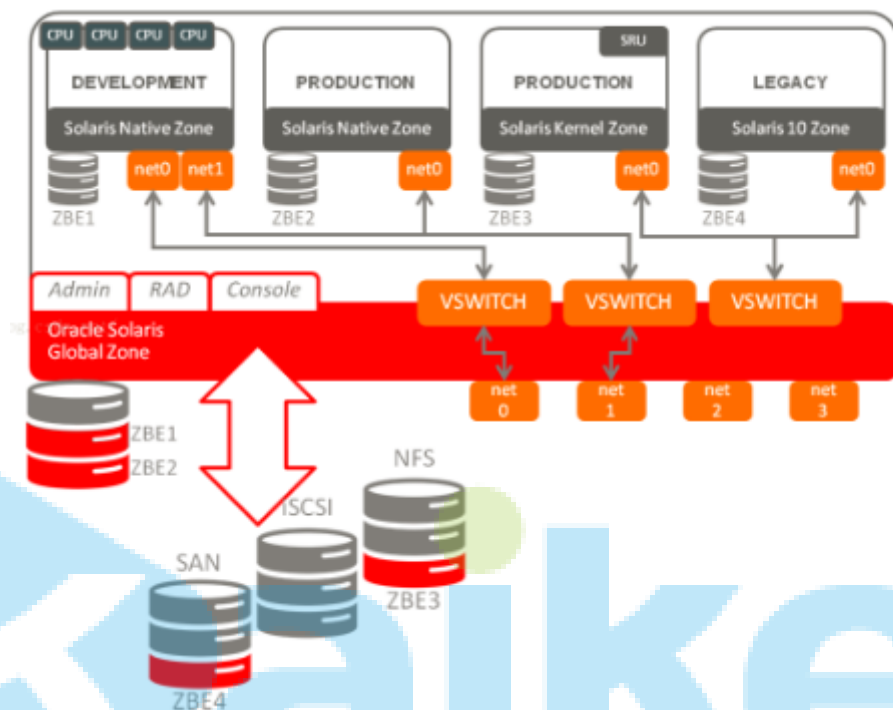 CPU CPU CPU CPU
SRU
DEVELOPMENT PRODUCTION PRODUCTION LEGACY
Solaris Native Zone Solaris Native Zone Solaris Kernel Zone Solaris 10 Zone
net0 net1 net0 net0 net0
ZBE1 ZBE2 ZBE3 ZBE4
Admin RAD Console
VSWITCH VSWITCH VSWITCH
Oracle Solaris
Global Zone
net net net net
0 1 2 3
ZBE1
ZBE2
NFS
iSCSI
SAN
ZBE3
ZBE4